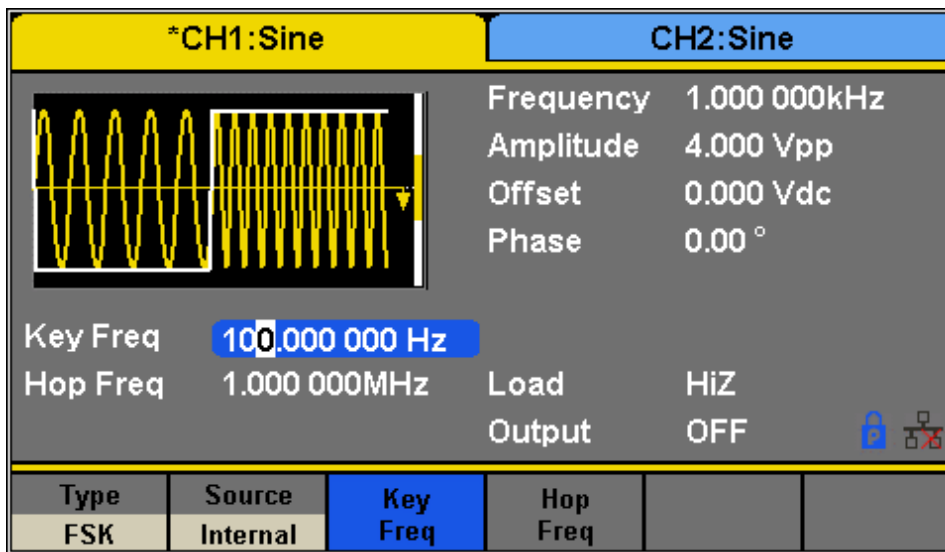 *CH1:Sine CH2:Sine
Frequency 1.000 000kHz
Amplitude 4.000 Vpp
Offset 0.000 Vdc
Phase 0.00 °
Key Freq 100.000 000 Hz
Hop Freq 1.000 000MHz Load HiZ
Output OFF
P
Type Source Key Hop
FSK Internal Freq Freq